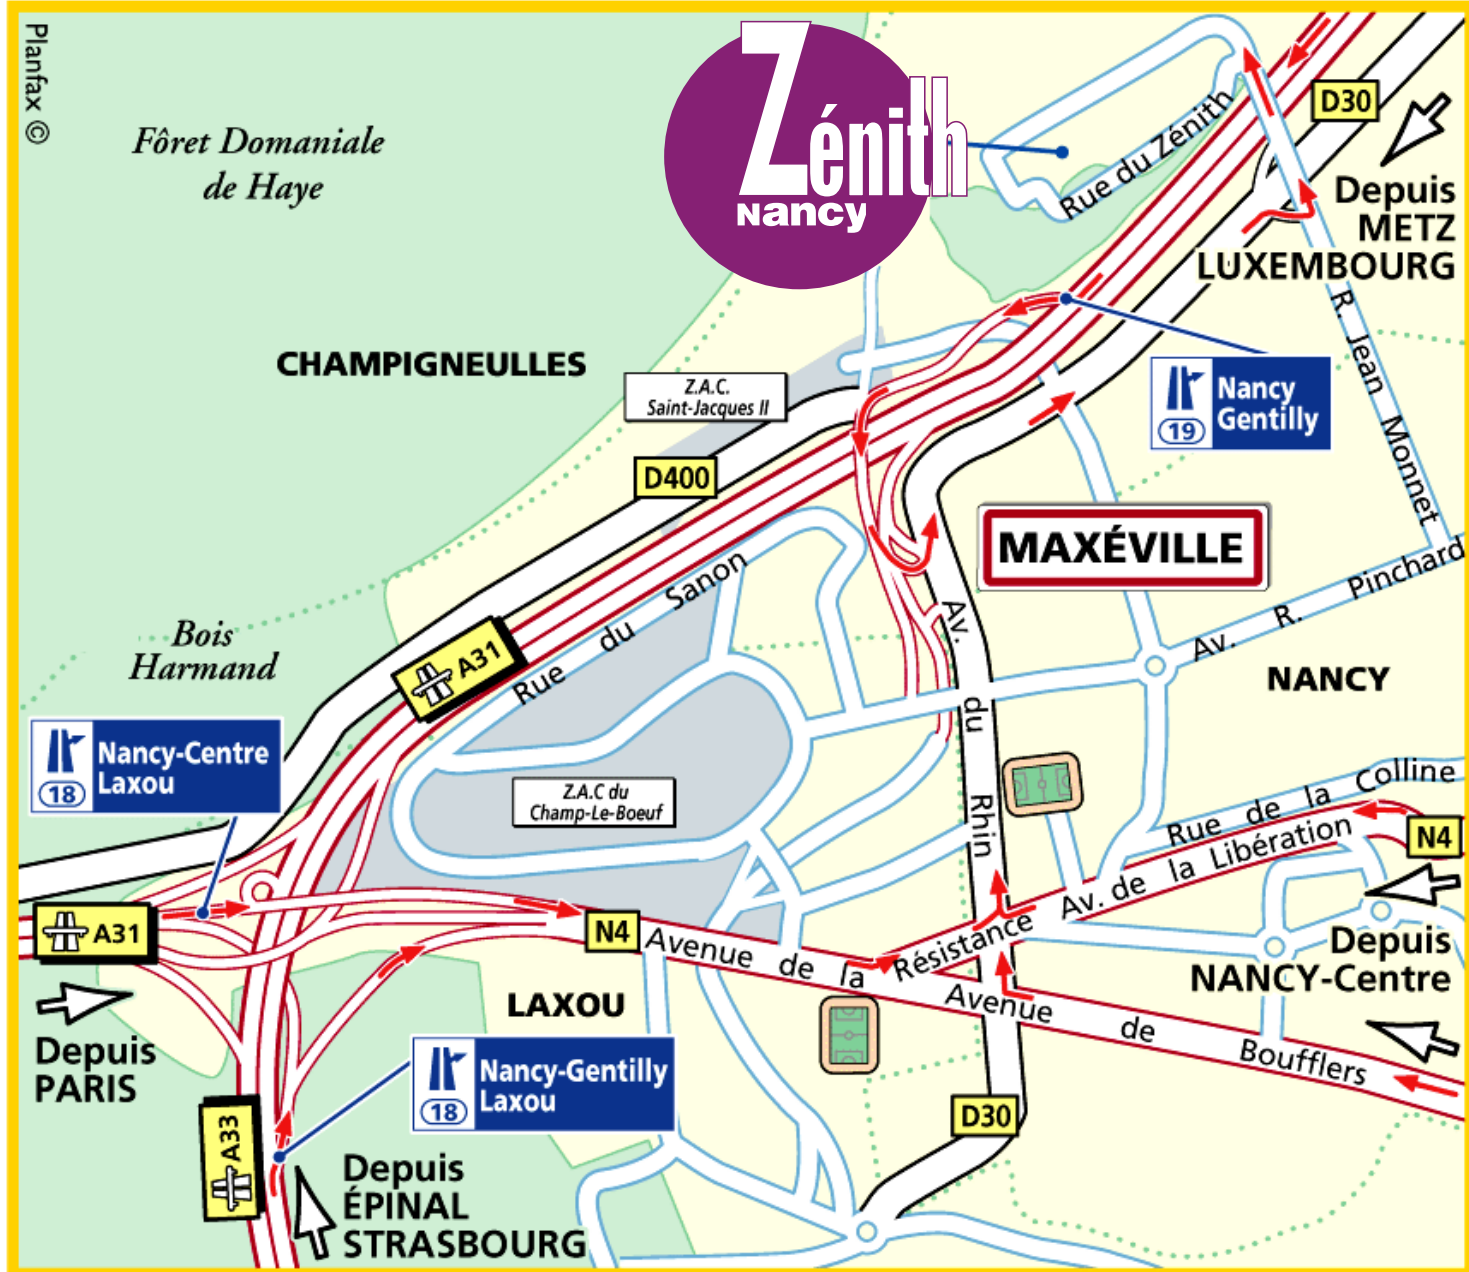 Planfax ©
Fôret Domaniale
de Haye
Zénith
Nancy
Rue du Zénith
D30
Depuis
METZ
LUXEMBOURG
CHAMPIGNEULLES
Z.A.C.
Saint-Jacques II
Nancy
Gentilly
19
R. Jean Monnet
D400
MAXÉVILLE
Av. R. Pinchard
Bois
Harmand
A31
Rue du Sanon
NANCY
Nancy-Centre
Laxou
18
Z.A.C du
Champ-Le-Boeuf
Av. du Rhin
Rue de la Colline
Av. de la Libération
N4
A31
N4
Avenue de la Résistance
Depuis
NANCY-Centre
Avenue de Boufflers
LAXOU
Depuis
PARIS
Nancy-Gentilly
Laxou
18
D30
A33
Depuis
ÉPINAL
STRASBOURG